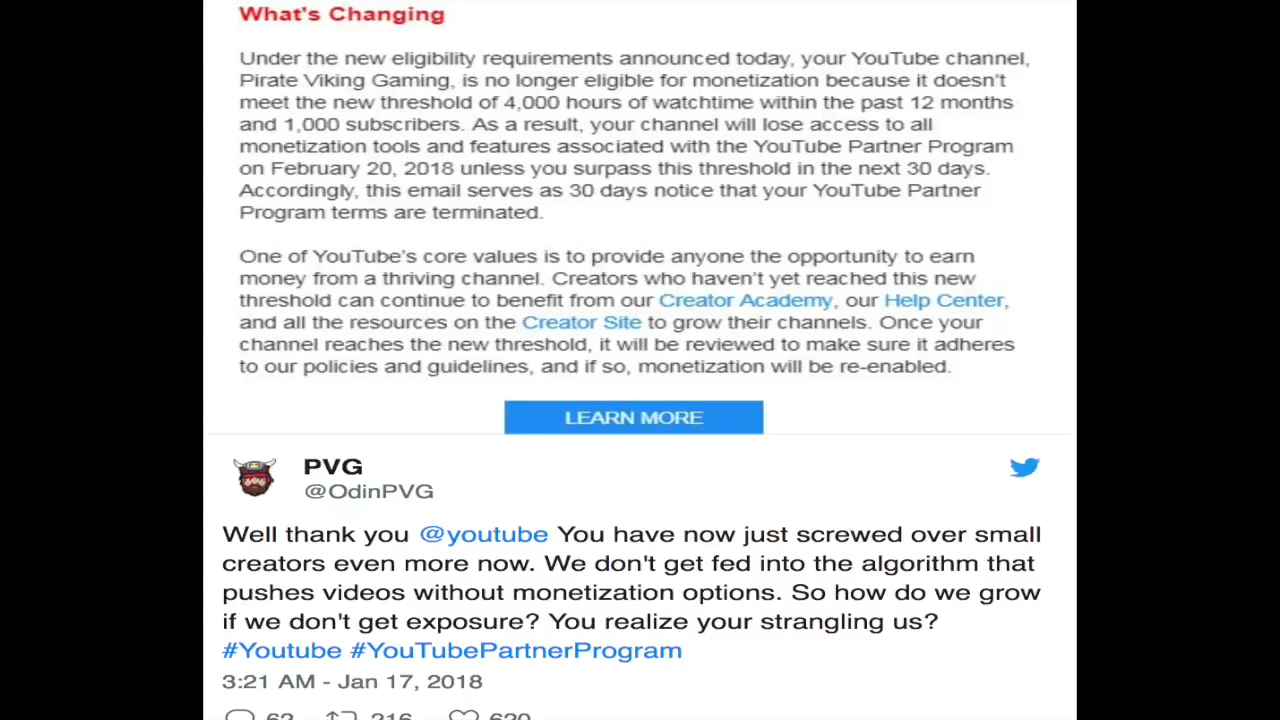 What's Changing
Under the new eligibility requirements announced today, your YouTube channel,
Pirate Viking Gaming, is no longer eligible for monetization because it doesn't
meet the new threshold of 4,000 hours of watchtime within the past 12 months
and 1,000 subscribers. As a result, your channel will lose access to all
monetization tools and features associated with the YouTube Partner Program
on February 20, 2018 unless you surpass this threshold in the next 30 days.
Accordingly, this email serves as 30 days notice that your YouTube Partner
Program terms are terminated.
One of YouTube's core values is to provide anyone the opportunity to earn
money from a thriving channel. Creators who haven't yet reached this new
threshold can continue to benefit from our Creator Academy, our Help Center,
and all the resources on the Creator Site to grow their channels. Once your
channel reaches the new threshold, it will be reviewed to make sure it adheres
to our policies and guidelines, and if so, monetization will be re-enabled.
LEARN MORE
PVG
@OdinPVG
Well thank you @youtube You have now just screwed over small
creators even more now. We don't get fed into the algorithm that
pushes videos without monetization options. So how do we grow
if we don't get exposure? You realize your strangling us?
#Youtube #YouTubePartnerProgram
3:21 AM - Jan 17, 2018
62 216 620